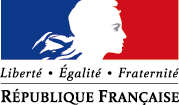 Liberté • Égalité • Fraternité
RÉPUBLIQUE FRANÇAISE